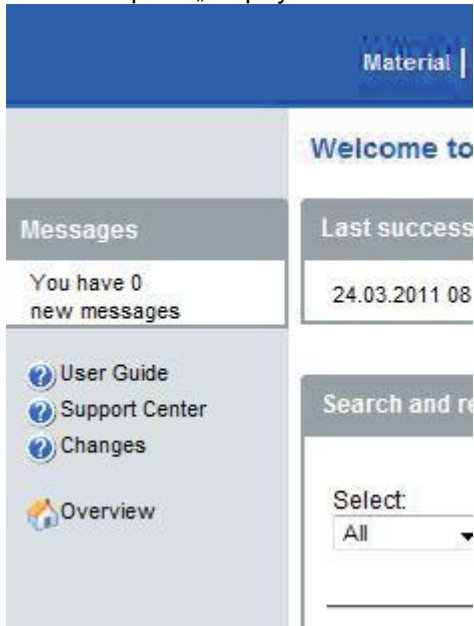 Material |
Welcome to
Messages
You have 0
new messages
User Guide
Support Center
Changes
Overview
Last success
24.03.2011 08
Search and re
Select:
All